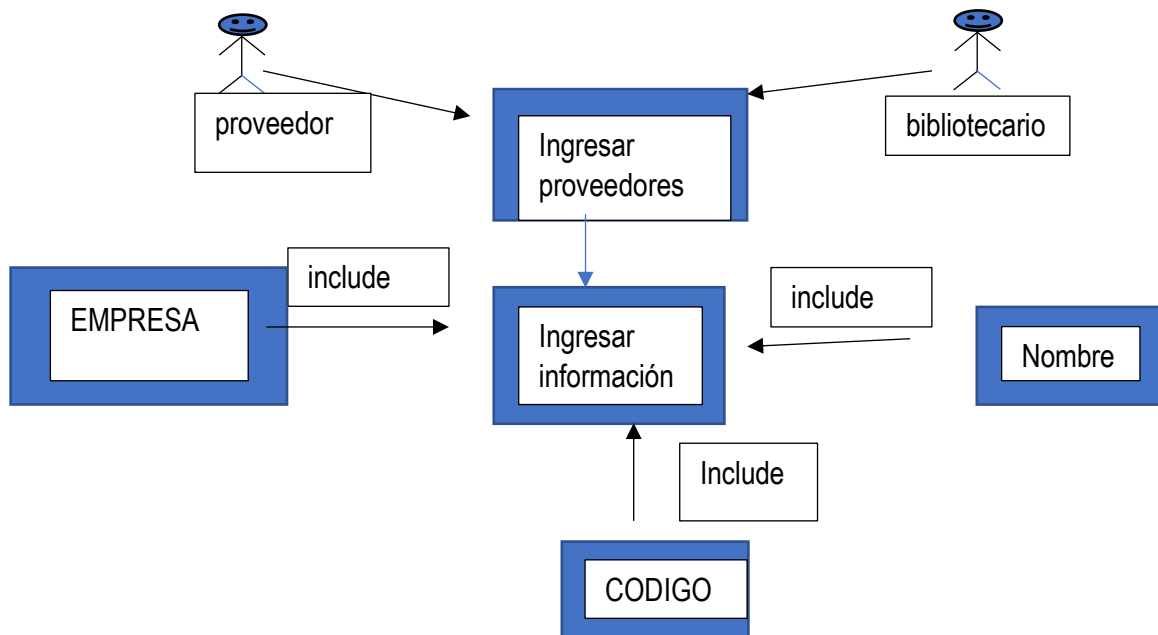 proveedor
bibliotecario
Ingresar
proveedores
include
EMPRESA
include
Ingresar
información
Nombre
Include
CODIGO